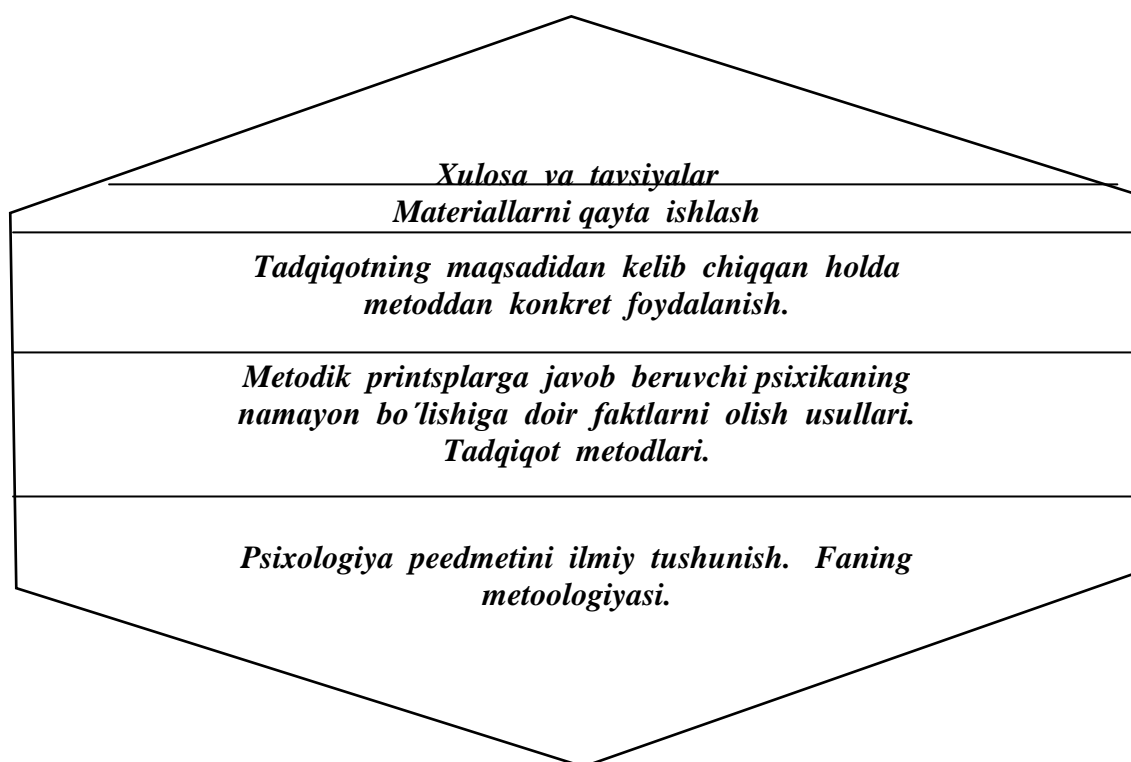 Xulosa va tavsiyalar
Materiallarni qayta ishlash
Tadqiqotning maqsadidan kelib chiqqan holda
metoddan konkret foydalanish.
Metodik printsplarga javob beruvchi psixikaning
namayon bo´lishiga doir faktlarni olish usullari.
Tadqiqot metodlari.
Psixologiya peedmetini ilmiy tushunish. Faning
metoologiyasi.